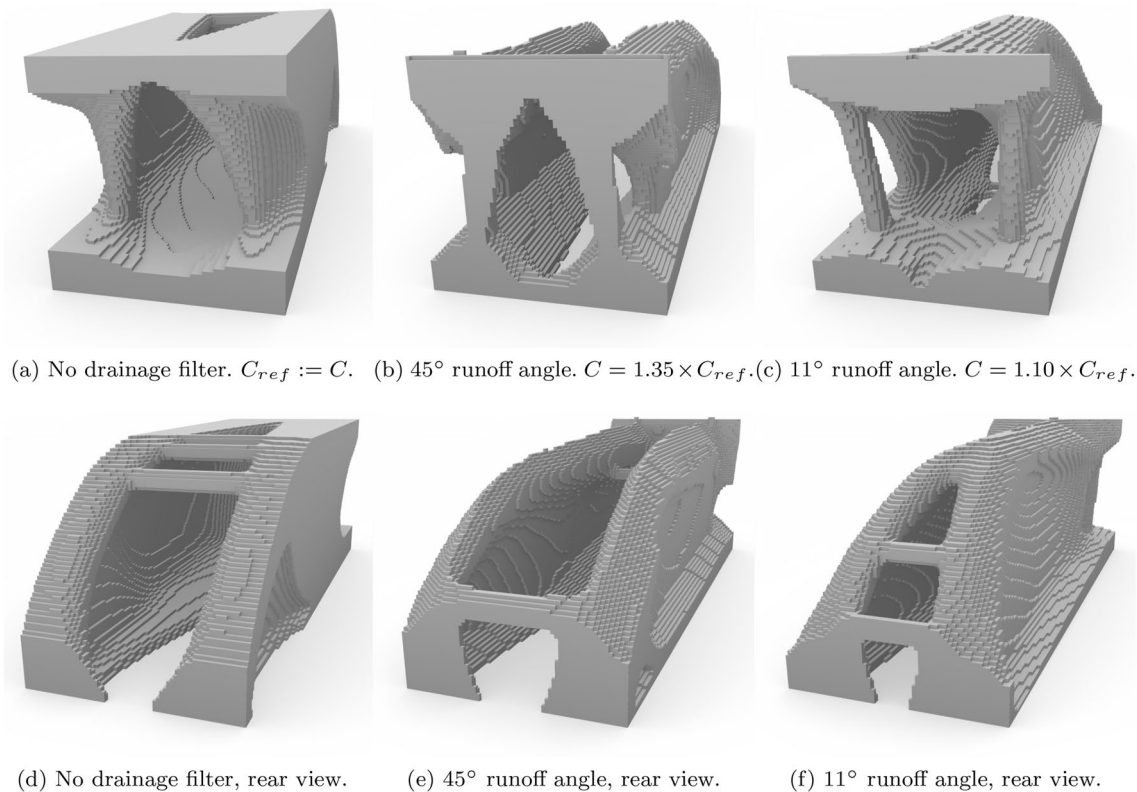 (a) No drainage filter. C_{ref} := C. (b) 45° runoff angle. C = 1.35 × C_{ref}. (c) 11° runoff angle. C = 1.10 × C_{ref}.
(d) No drainage filter, rear view. (e) 45° runoff angle, rear view. (f) 11° runoff angle, rear view.